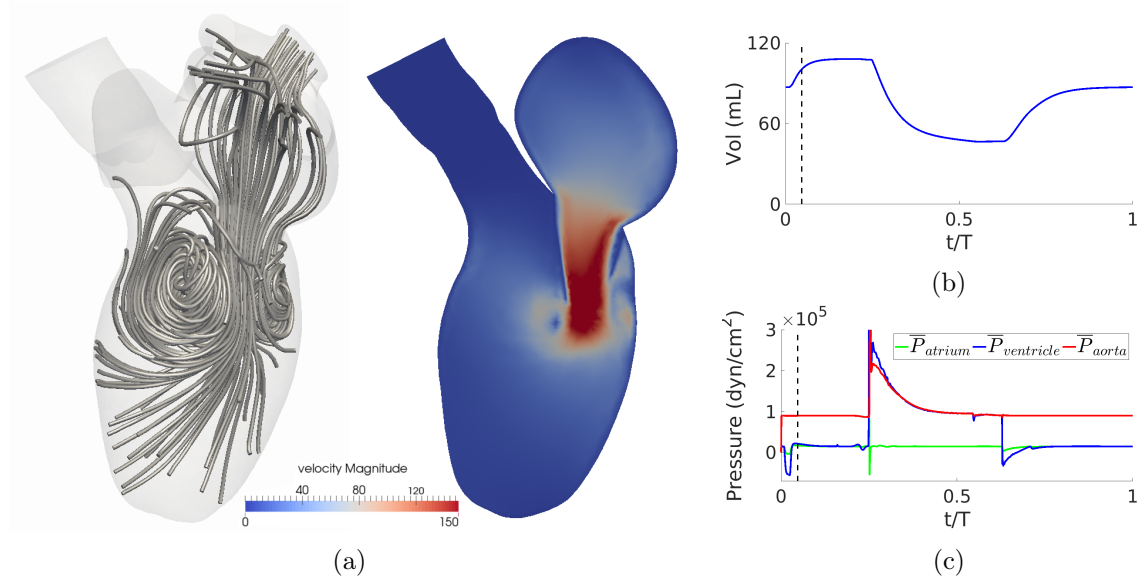 velocity Magnitude
40 80 120
0 150
(a)
120
60
0
Vol (mL)
0 0.5 1
t/T
(b)
×10⁵
3
2
1
0
Pressure (dyn/cm²)
P̅atrium P̅ventricle P̅aorta
0 0.5 1
t/T
(c)